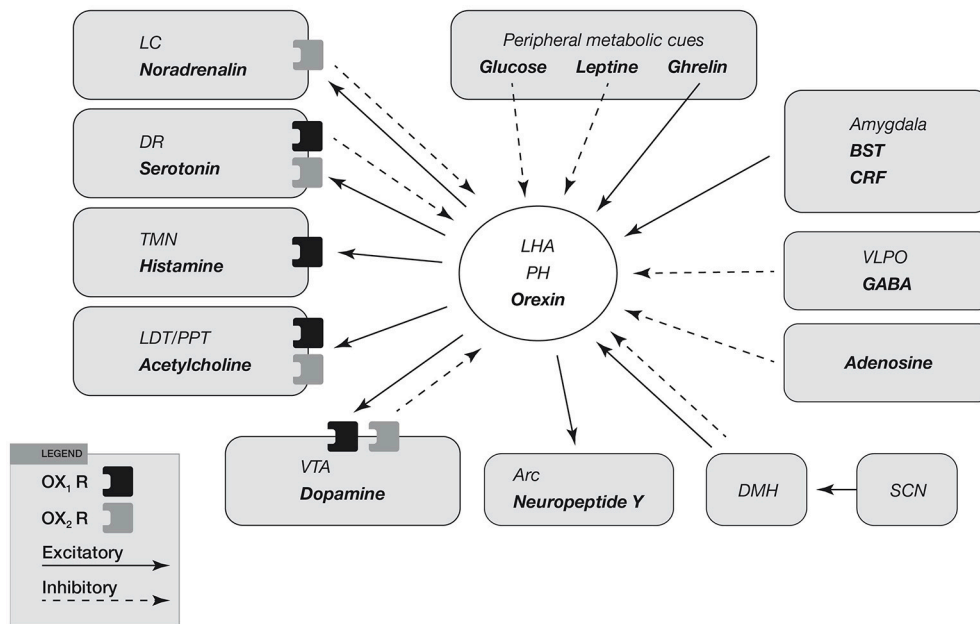 LC
Noradrenalin
DR
Serotonin
TMN
Histamine
LDT/PPT
Acetylcholine
Peripheral metabolic cues
Glucose Leptine Ghrelin
Amygdala
BST
CRF
VLPO
GABA
Adenosine
LHA
PH
Orexin
VTA
Dopamine
Arc
Neuropeptide Y
DMH
SCN
LEGEND
OX₁ R
OX₂ R
Excitatory
Inhibitory